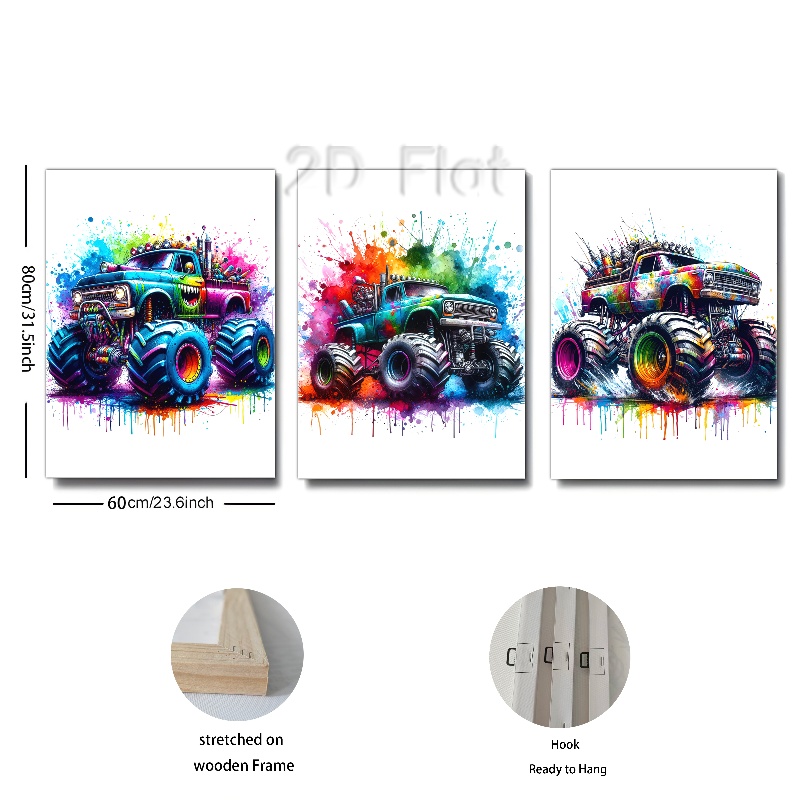 2D Flat
80cm/31.5inch
60cm/23.6inch
stretched on
wooden Frame
Hook
Ready to Hang